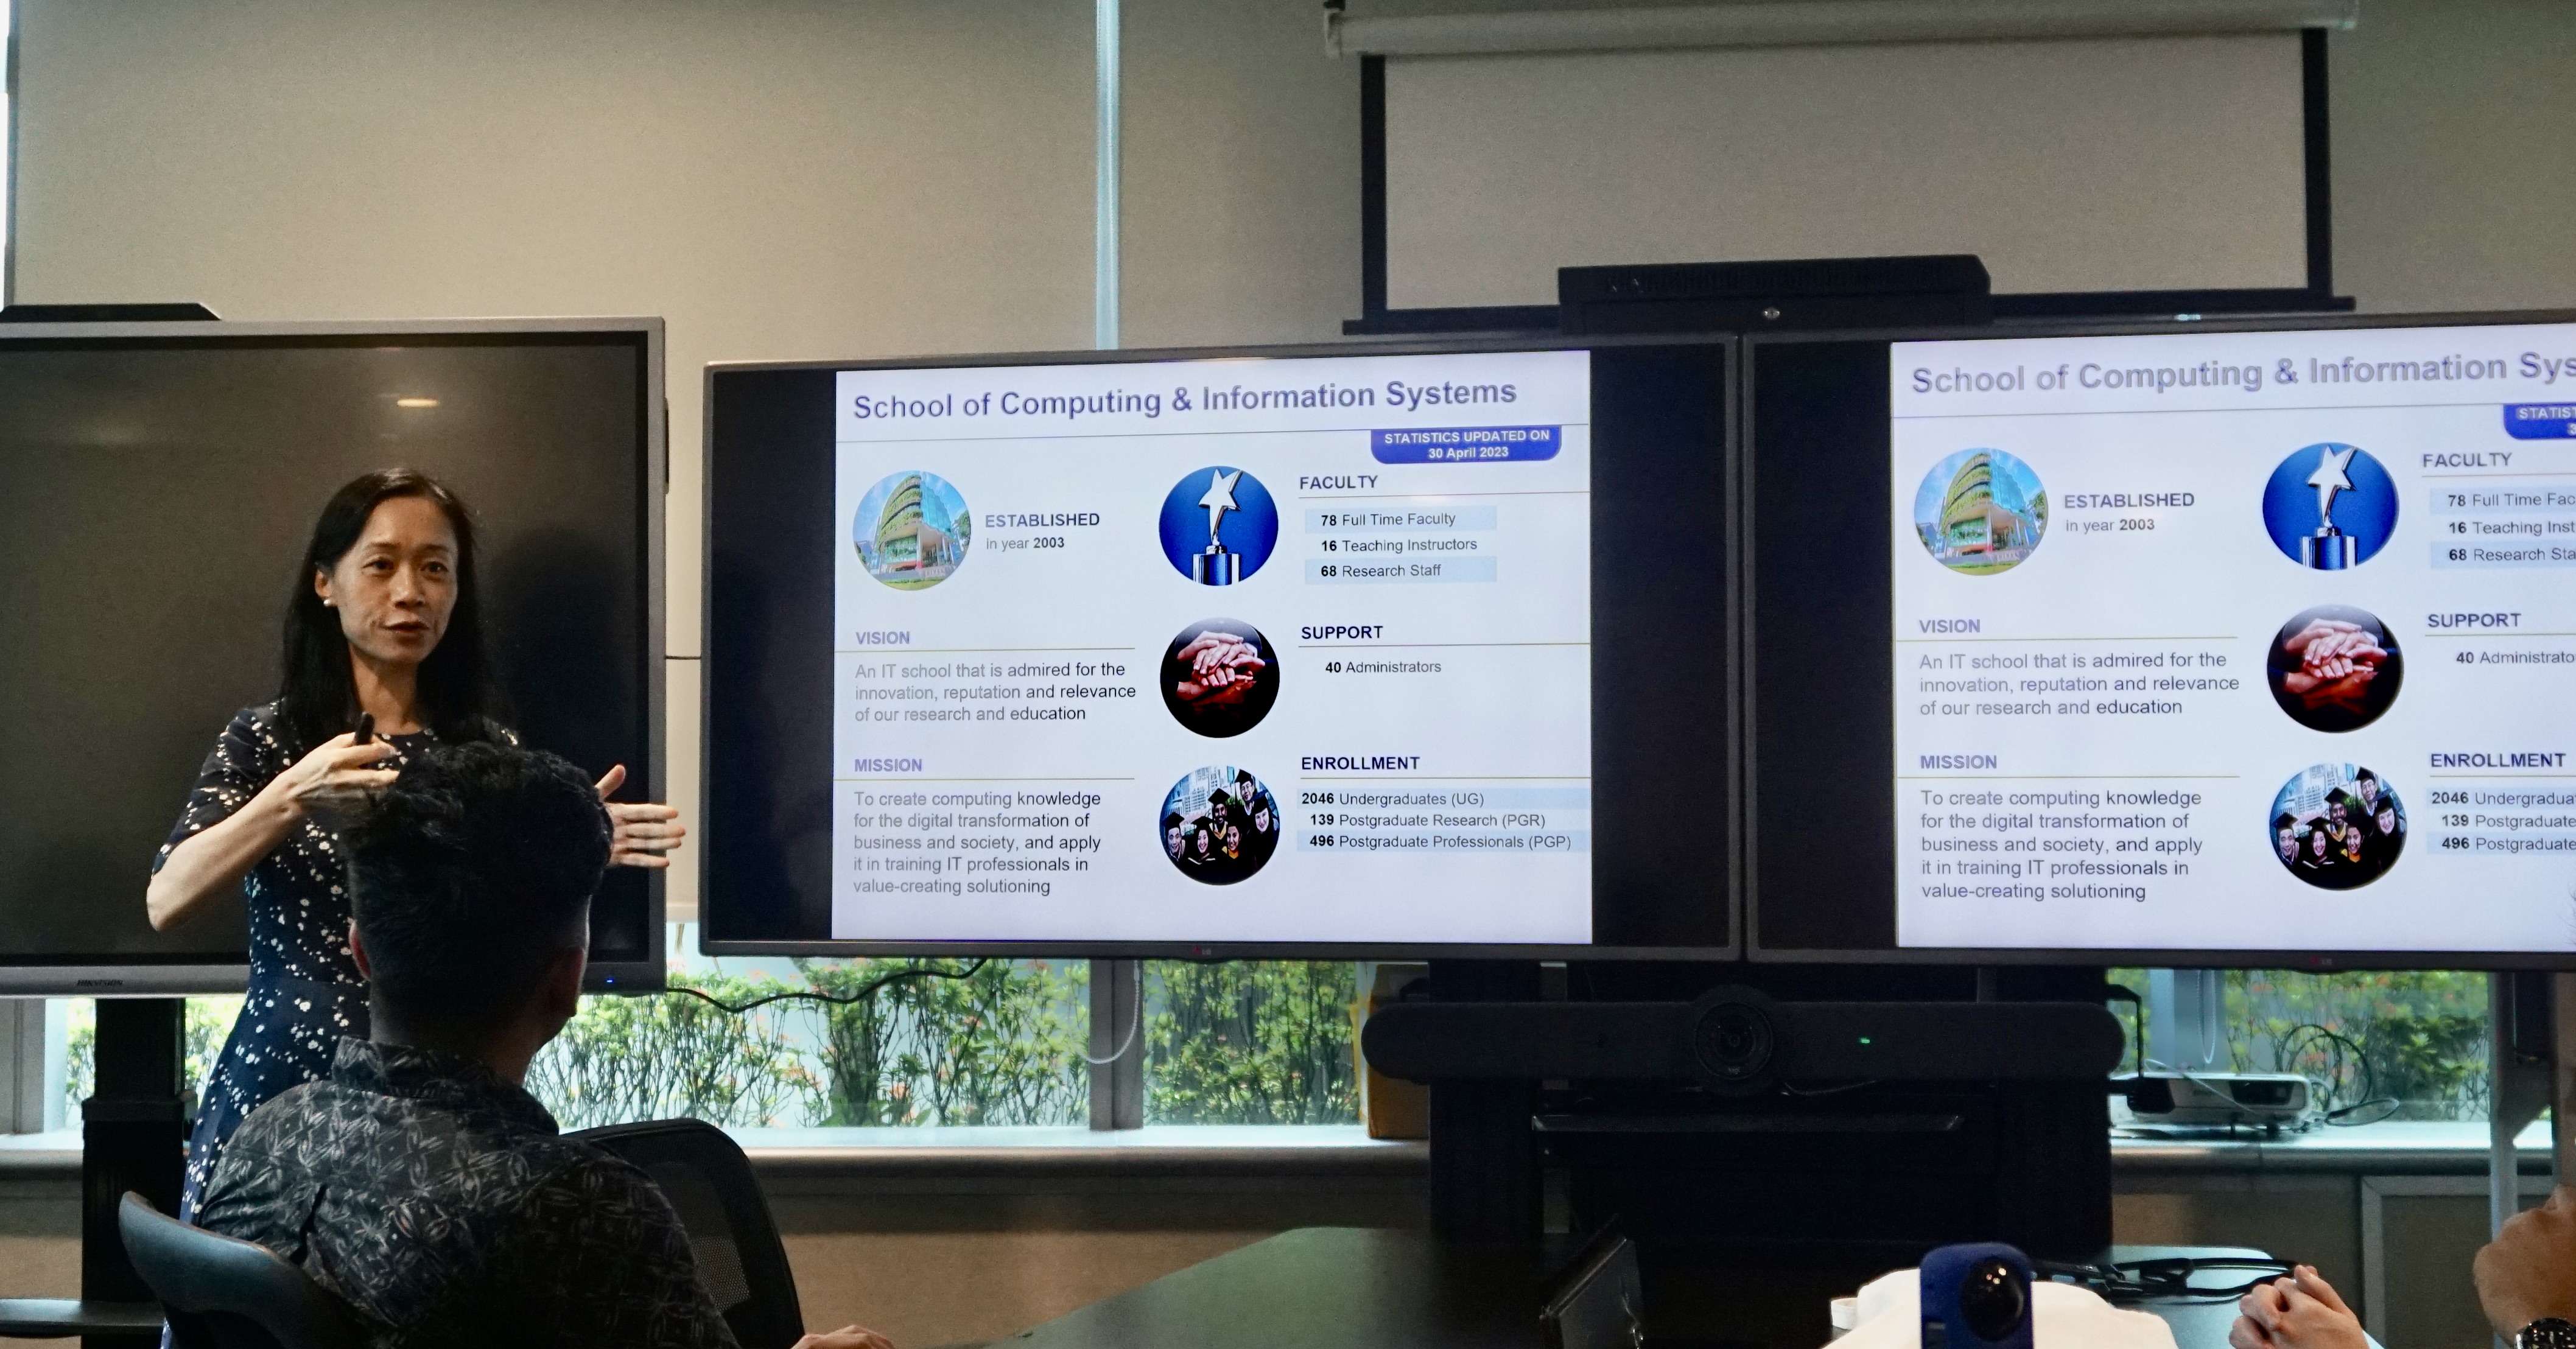 School of Computing & Information Systems
STATISTICS UPDATED ON
30 April 2023
ESTABLISHED
in year 2003
VISION
An IT school that is admired for the
innovation, reputation and relevance
of our research and education
MISSION
To create computing knowledge
for the digital transformation of
business and society, and apply
it in training IT professionals in
value-creating solutioning
FACULTY
78 Full Time Faculty
16 Teaching Instructors
68 Research Staff
SUPPORT
40 Administrators
ENROLLMENT
2046 Undergraduates (UG)
139 Postgraduate Research (PGR)
496 Postgraduate Professionals (PGP)
School of Computing & Information Sys
STATIST
3
ESTABLISHED
in year 2003
VISION
An IT school that is admired for the
innovation, reputation and relevance
of our research and education
MISSION
To create computing knowledge
for the digital transformation of
business and society, and apply
it in training IT professionals in
value-creating solutioning
FACULTY
78 Full Time Fac
16 Teaching Inst
68 Research Sta
SUPPORT
40 Administrato
ENROLLMENT
2046 Undergradua
139 Postgraduate
496 Postgraduate
HIKVISION
LG